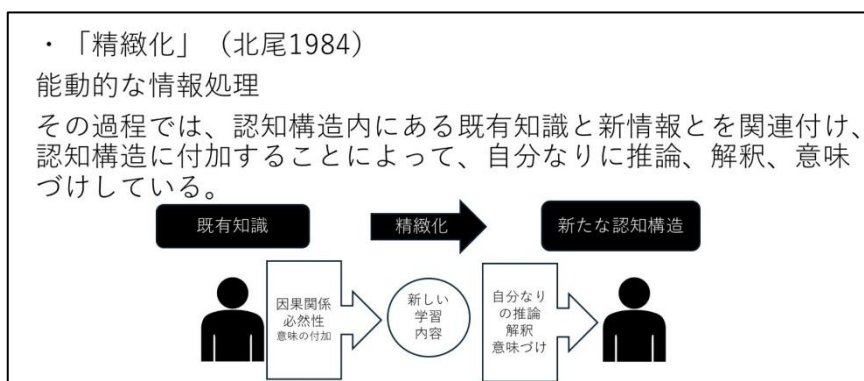 ・「精緻化」（北尾1984）
能動的な情報処理
その過程では、認知構造内にある既有知識と新情報とを関連付け、
認知構造に付加することによって、自分なりに推論、解釈、意味
づけしている。
既有知識
精緻化
新たな認知構造
因果関係
必然性
意味の付加
新しい
学習
内容
自分なり
の推論
解釈
意味づけ